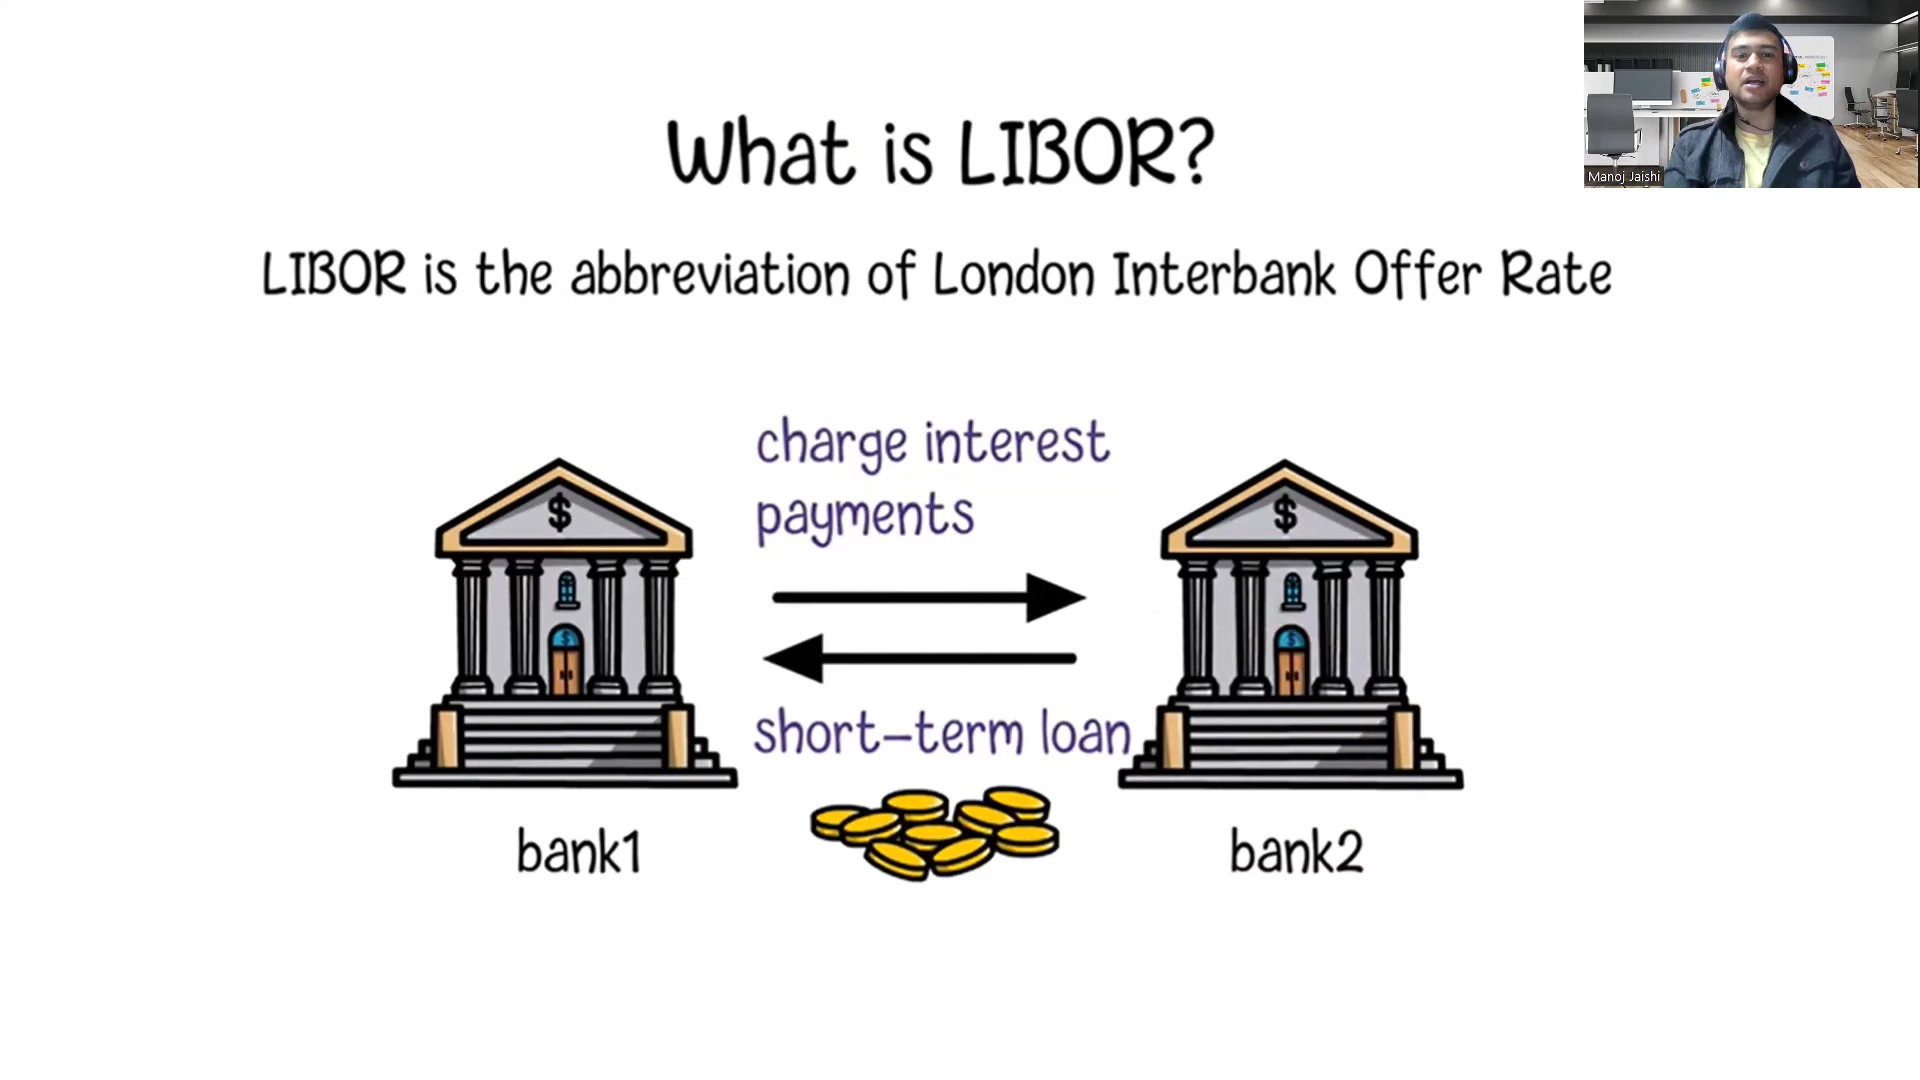 What is LIBOR?
Manoj Jaishi
LIBOR is the abbreviation of London Interbank Offer Rate
charge interest
payments
$
$
$
$
short-term loan
bank1
bank2